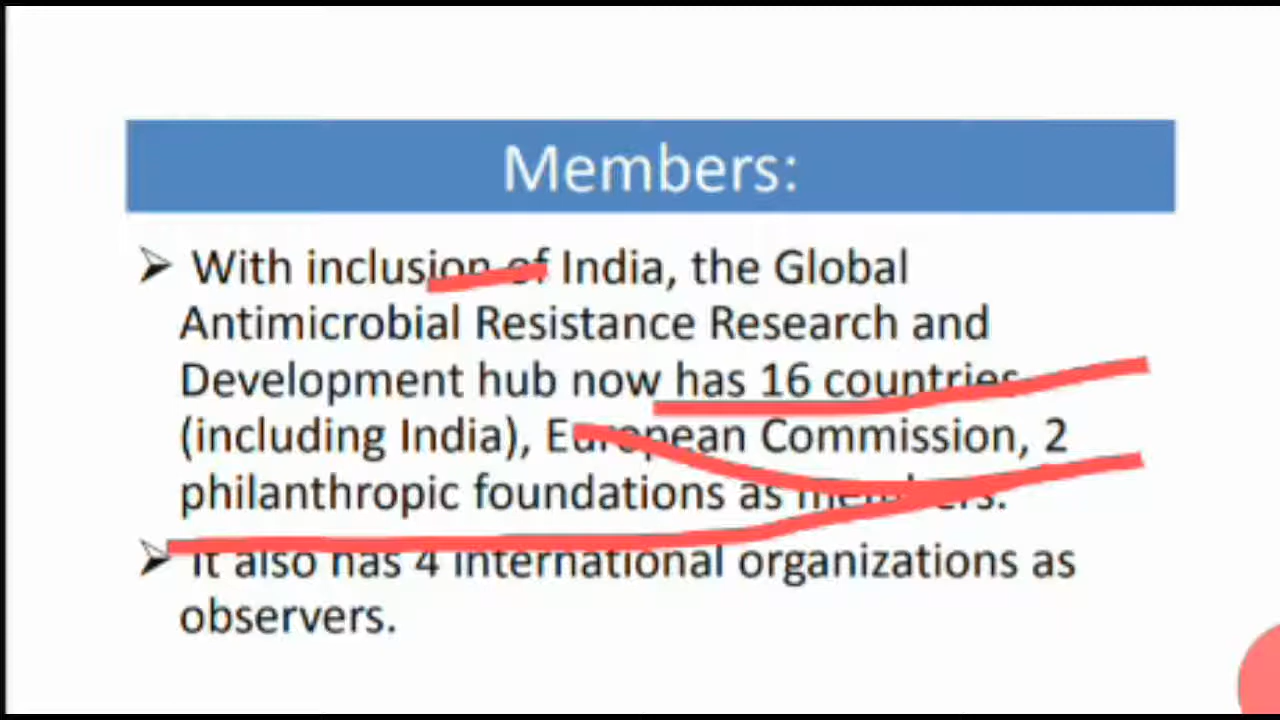 Members:
With inclusion of India, the Global
Antimicrobial Resistance Research and
Development hub now has 16 countries
(including India), European Commission, 2
philanthropic foundations as members.
It also has 4 international organizations as
observers.